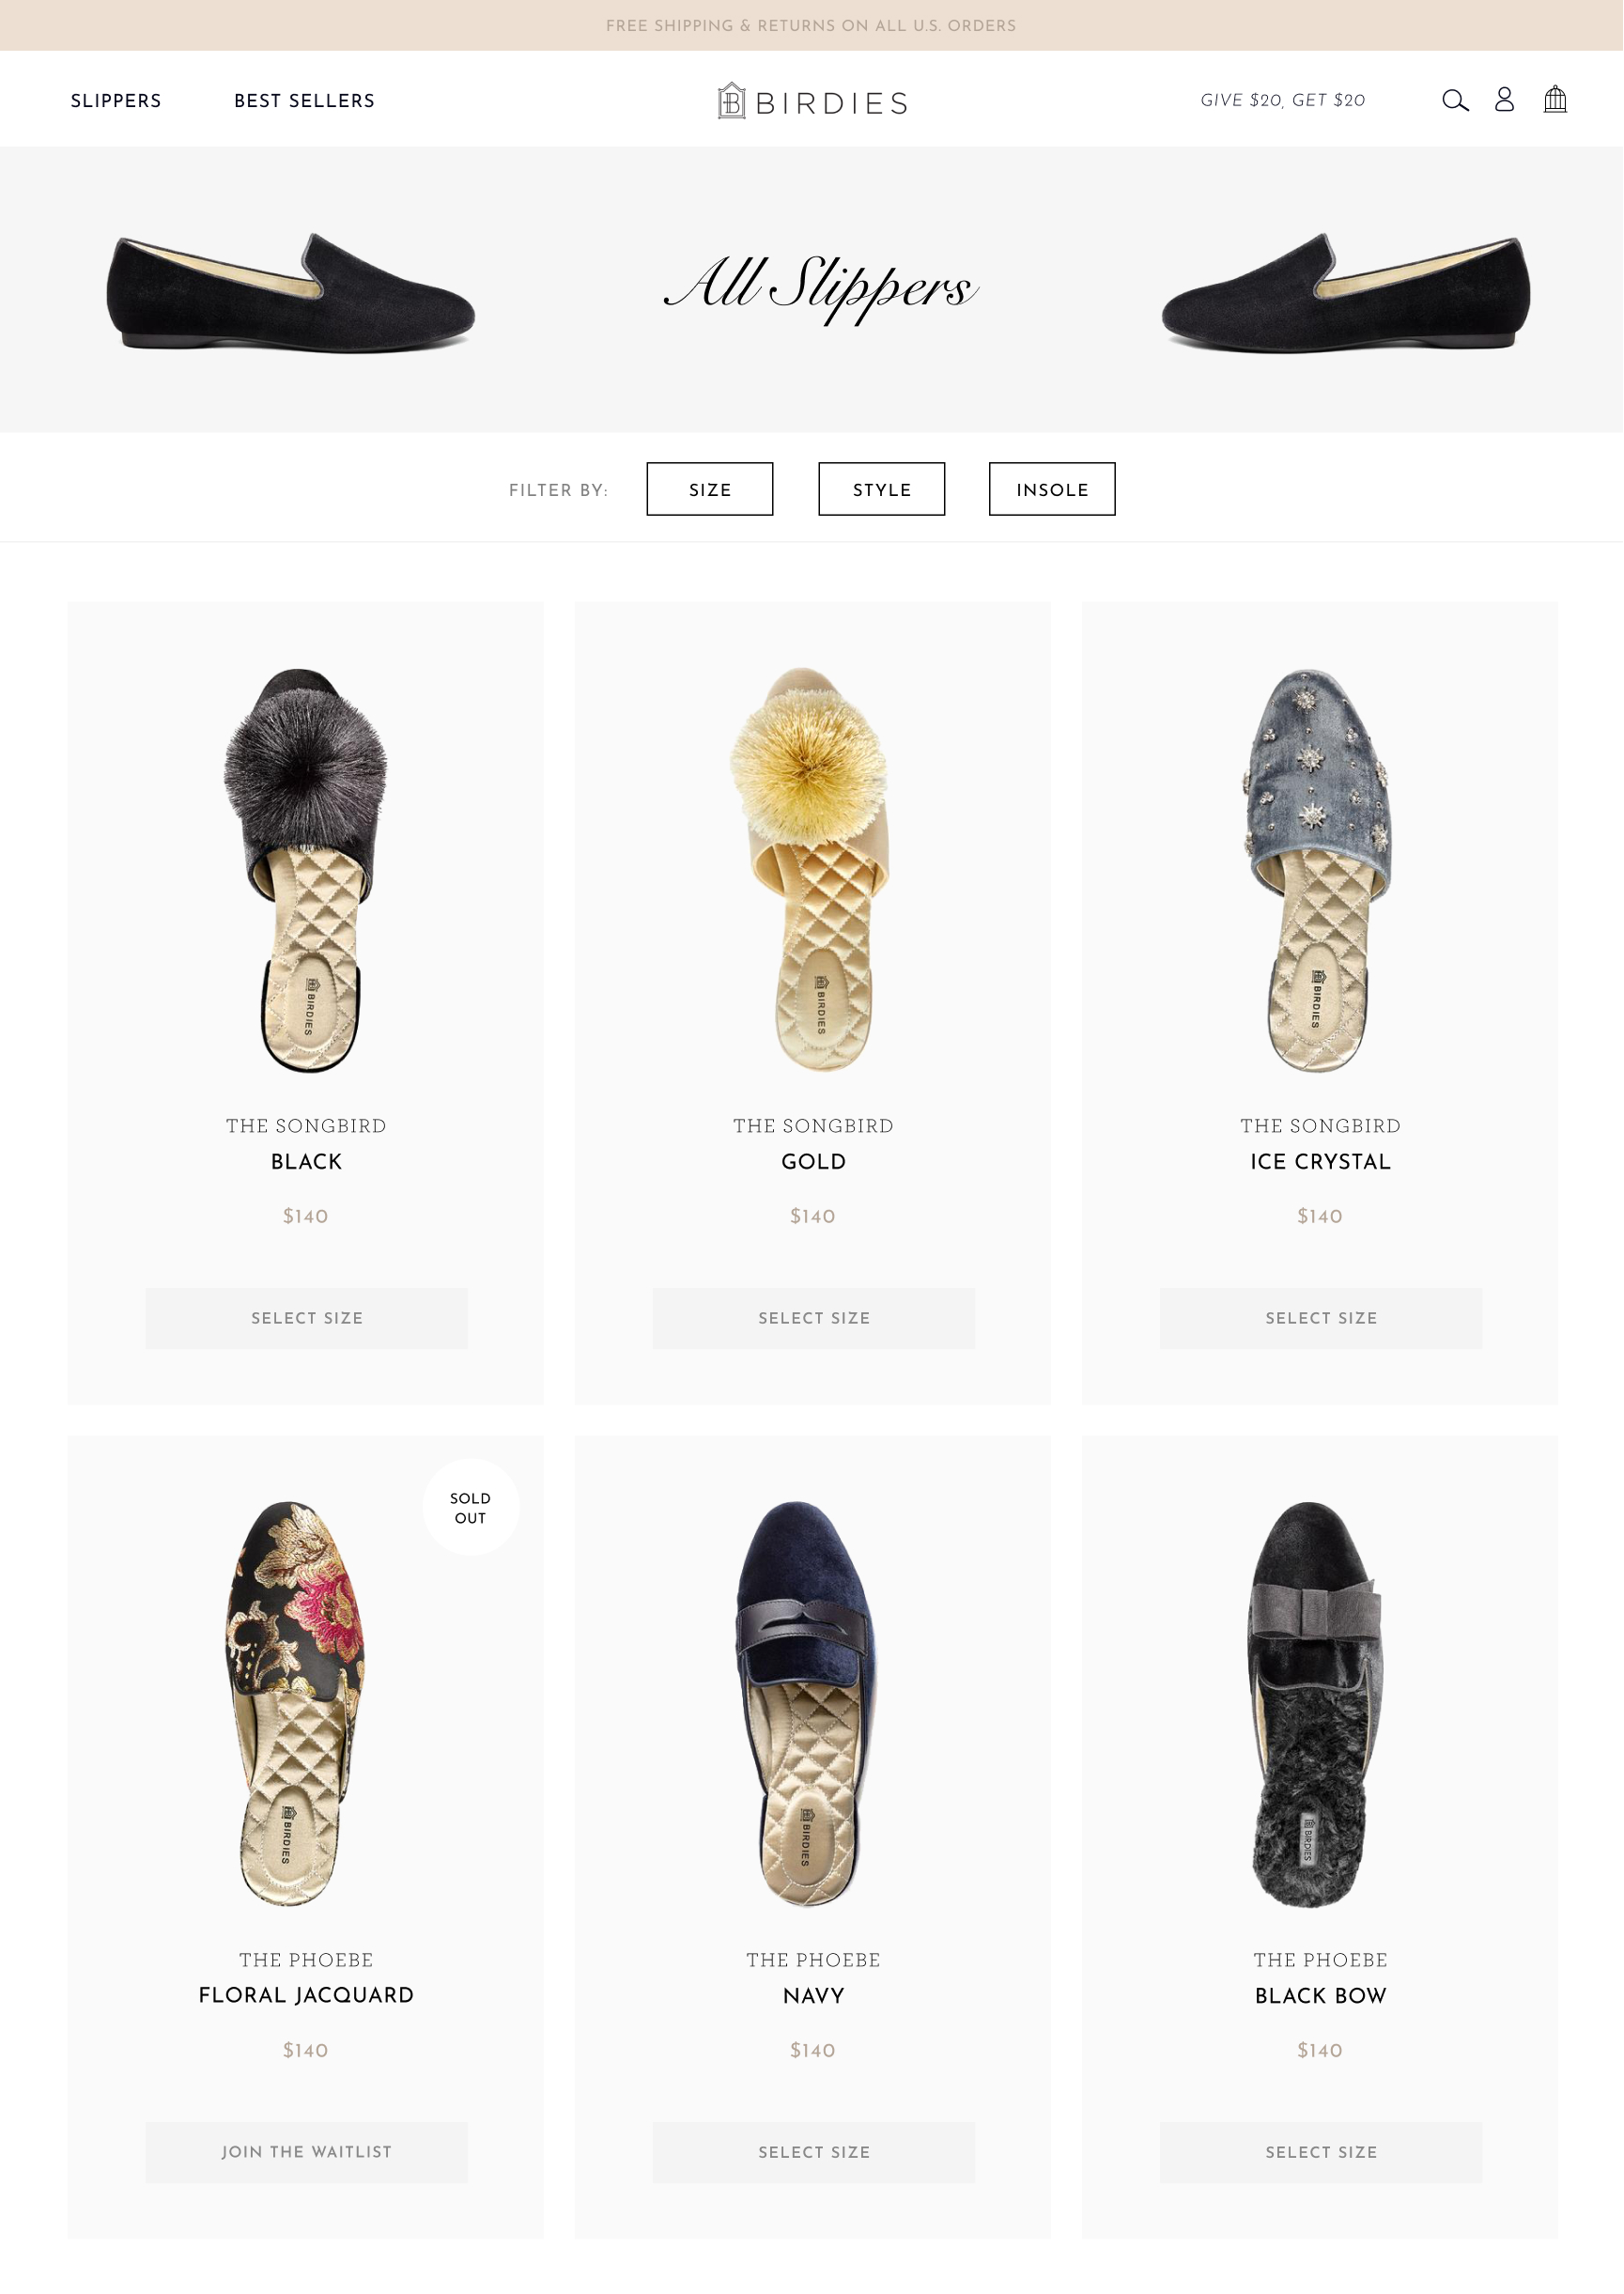 FREE SHIPPING & RETURNS ON ALL U.S. ORDERS
SLIPPERS BEST SELLERS B BIRDIES GIVE $20, GET $20
All Slippers
FILTER BY: SIZE STYLE INSOLE
BIRDIES BIRDIES BIRDIES
THE SONGBIRD THE SONGBIRD THE SONGBIRD
BLACK GOLD ICE CRYSTAL
$140 $140 $140
SELECT SIZE SELECT SIZE SELECT SIZE
SOLD
OUT
BIRDIES BIRDIES BIRDIES
THE PHOEBE THE PHOEBE THE PHOEBE
FLORAL JACQUARD NAVY BLACK BOW
$140 $140 $140
JOIN THE WAITLIST SELECT SIZE SELECT SIZE